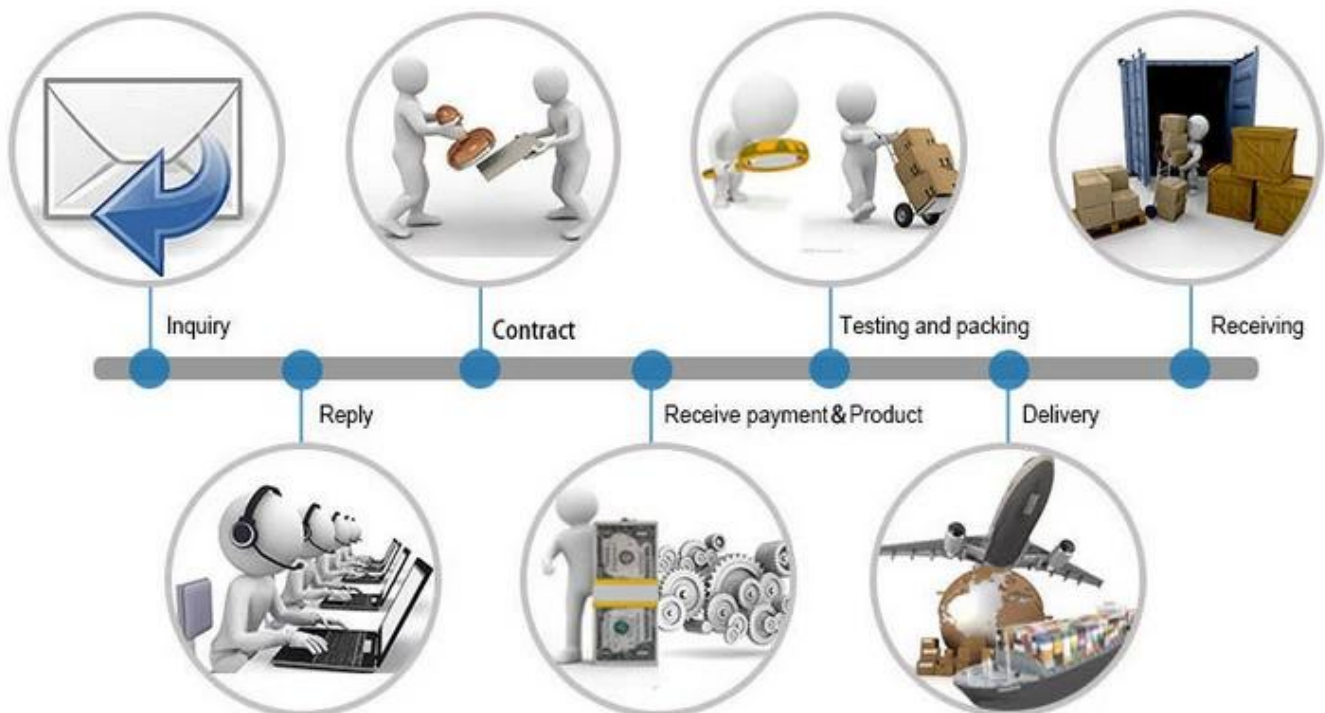 Inquiry
Reply
Contract
Receive payment & Product
Testing and packing
Delivery
Receiving